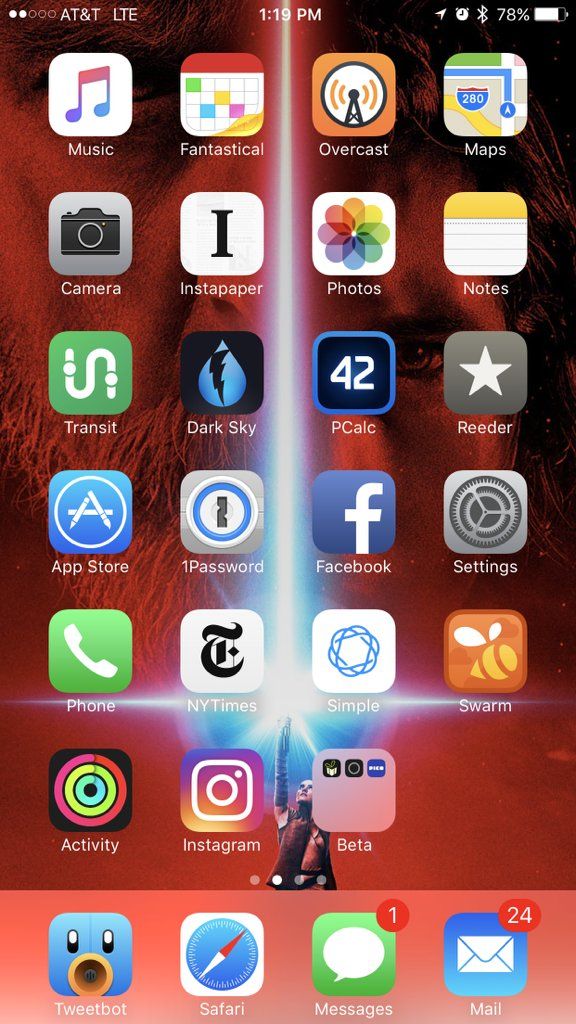 AT&T LTE 1:19 PM 78%
280
Music Fantastical Overcast Maps
I
Camera Instapaper Photos Notes
42
Transit Dark Sky PCalc Reeder
f
App Store 1Password Facebook Settings
T
Phone NYTimes Simple Swarm
PICO
Activity Instagram Beta
1 24
Tweetbot Safari Messages Mail